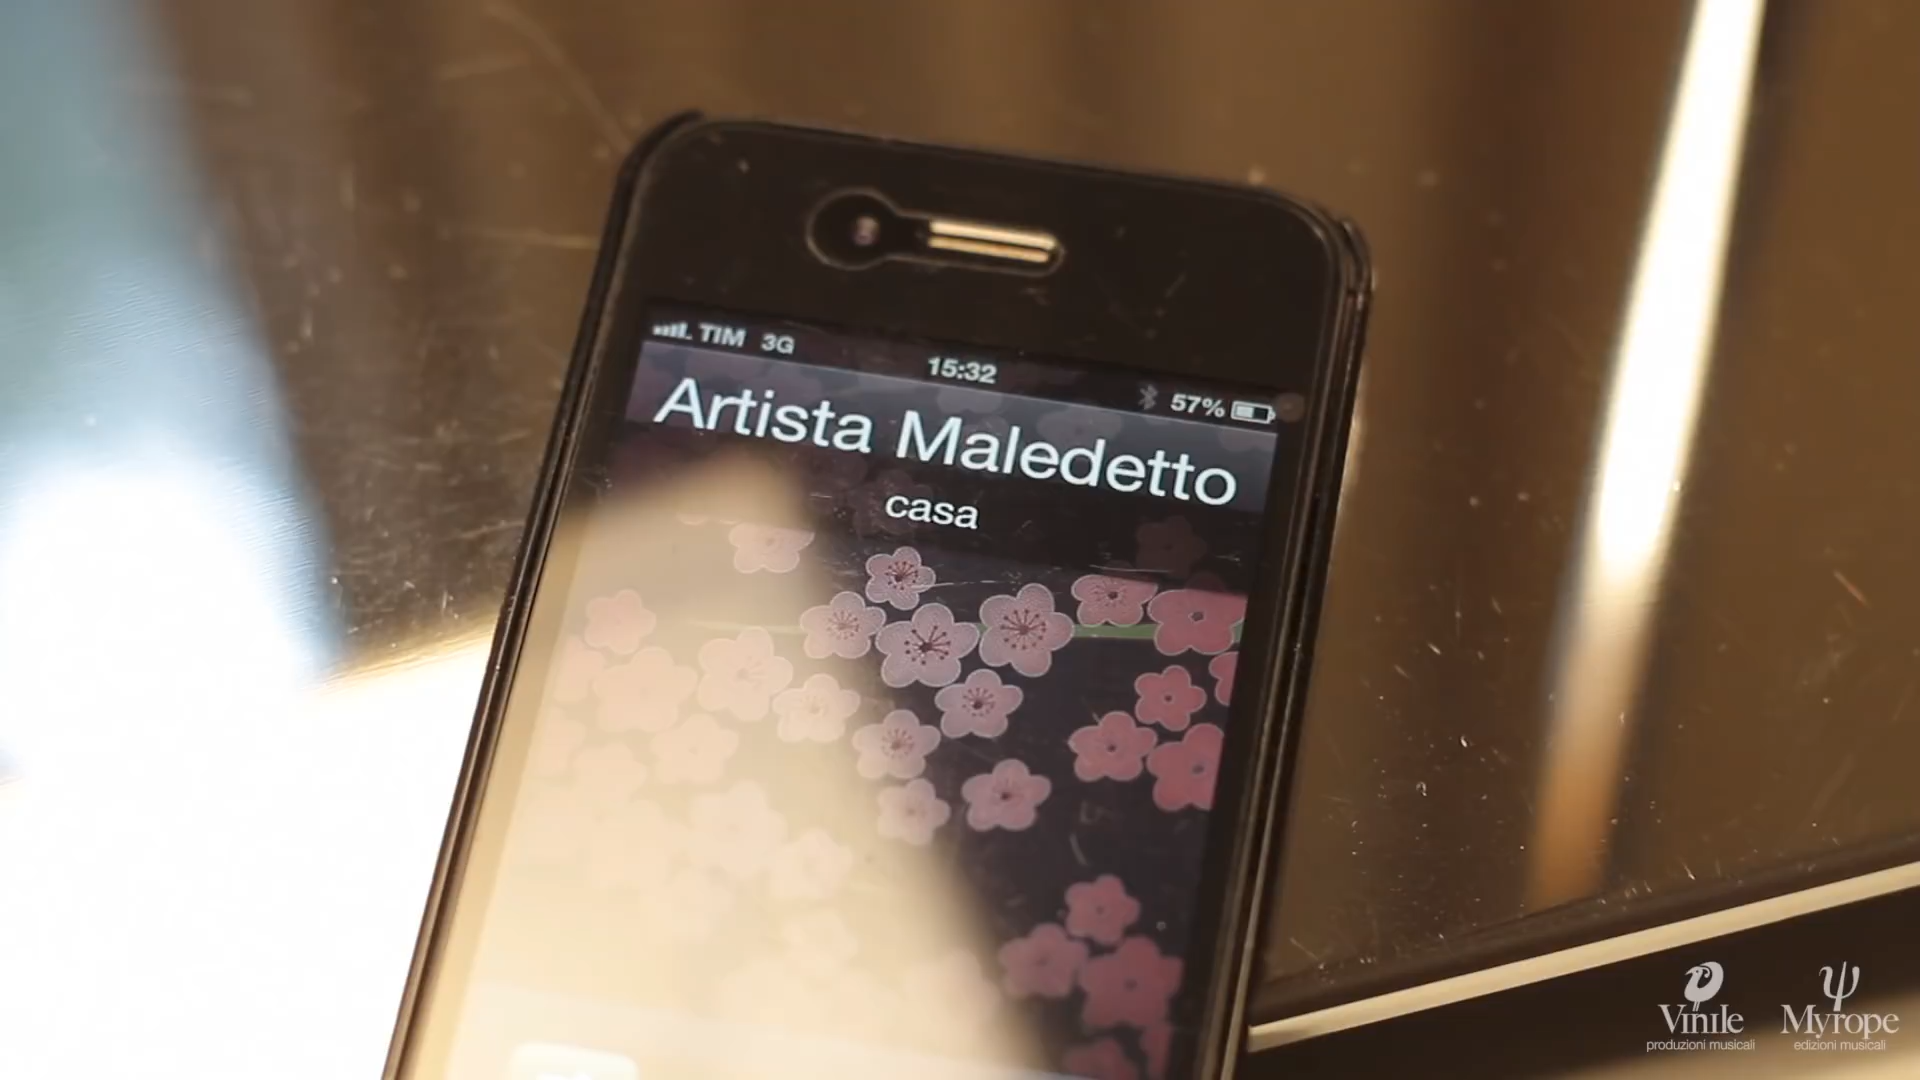 TIM 3G
15:32
57%
Artista Maledetto
casa
Vinile
produzioni musicali
Myrope
edizioni musicali